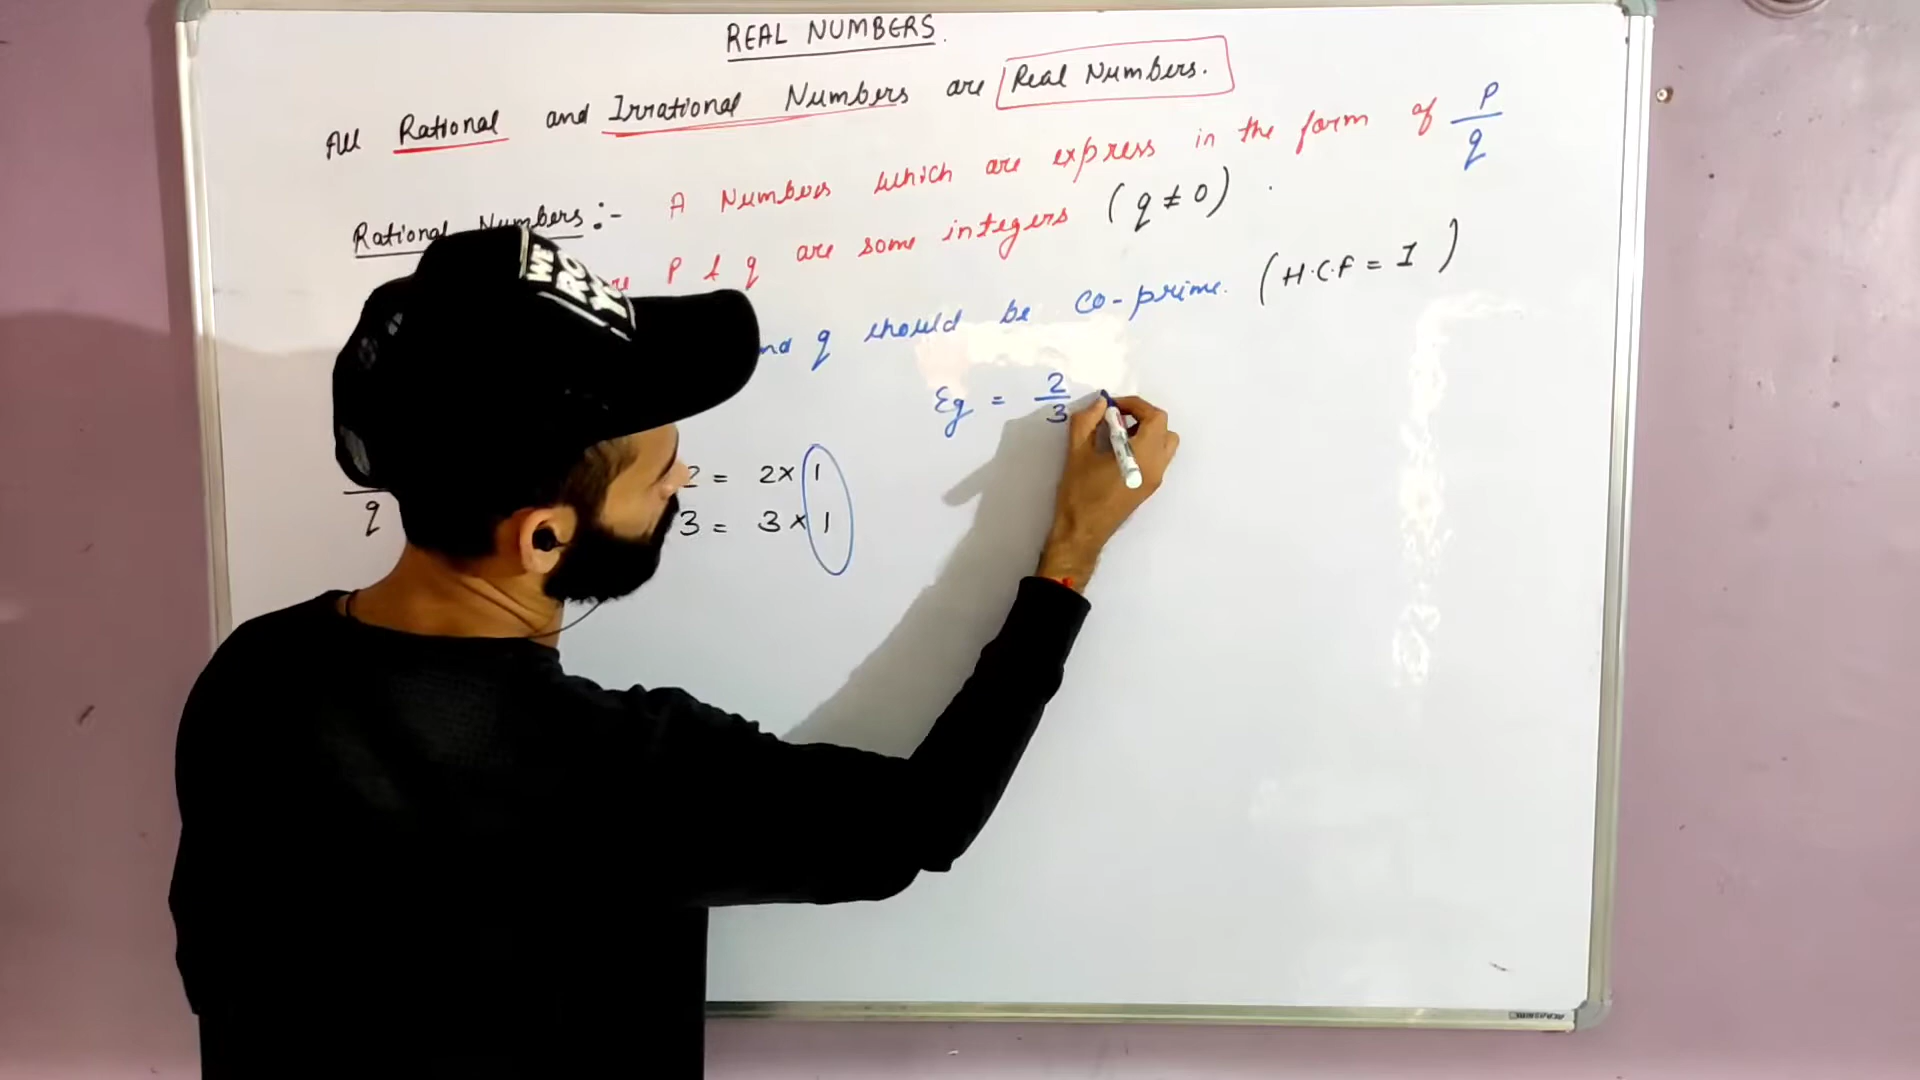 REAL NUMBERS.
All Rational and Irrational Numbers are Real Numbers.
Rational Numbers :- A Numbers which are express in the form of P/q
P & q are some integers (q ≠ 0).
q should be co-prime. (H.C.F = 1)
Eg = 2/3
q
2 = 2 × 1
3 = 3 × 1
WE